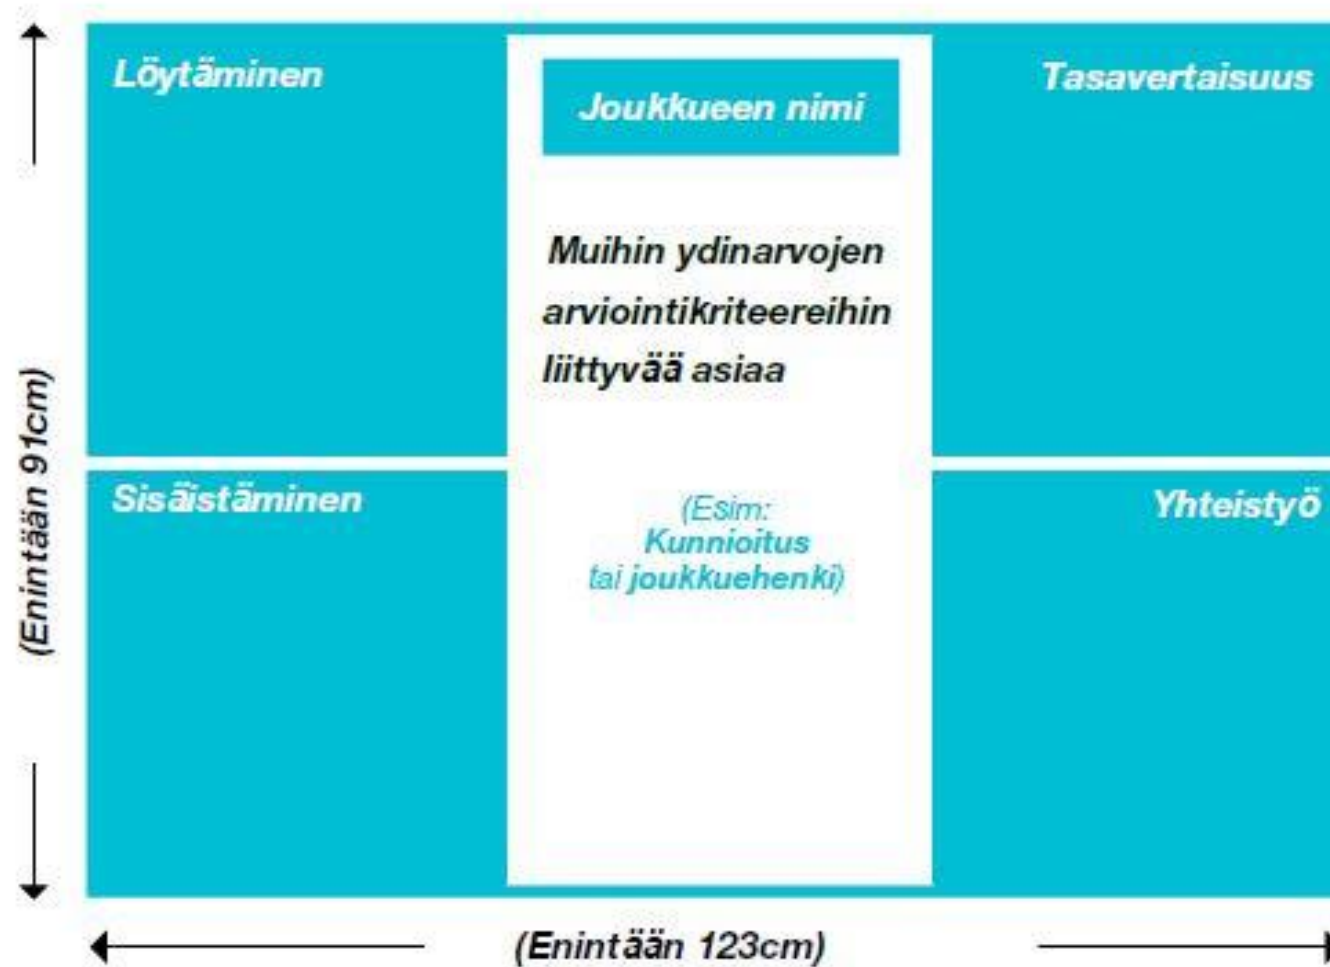 Löytäminen
Joukkueen nimi
Tasavertaisuus
Muihin ydinarvojen
arviointikriteereihin
liittyvää asiaa
(Enintään 91cm)
Sisäistäminen
(Esim:
Kunnioitus
tai joukkuehenki)
Yhteistyö
(Enintään 123cm)